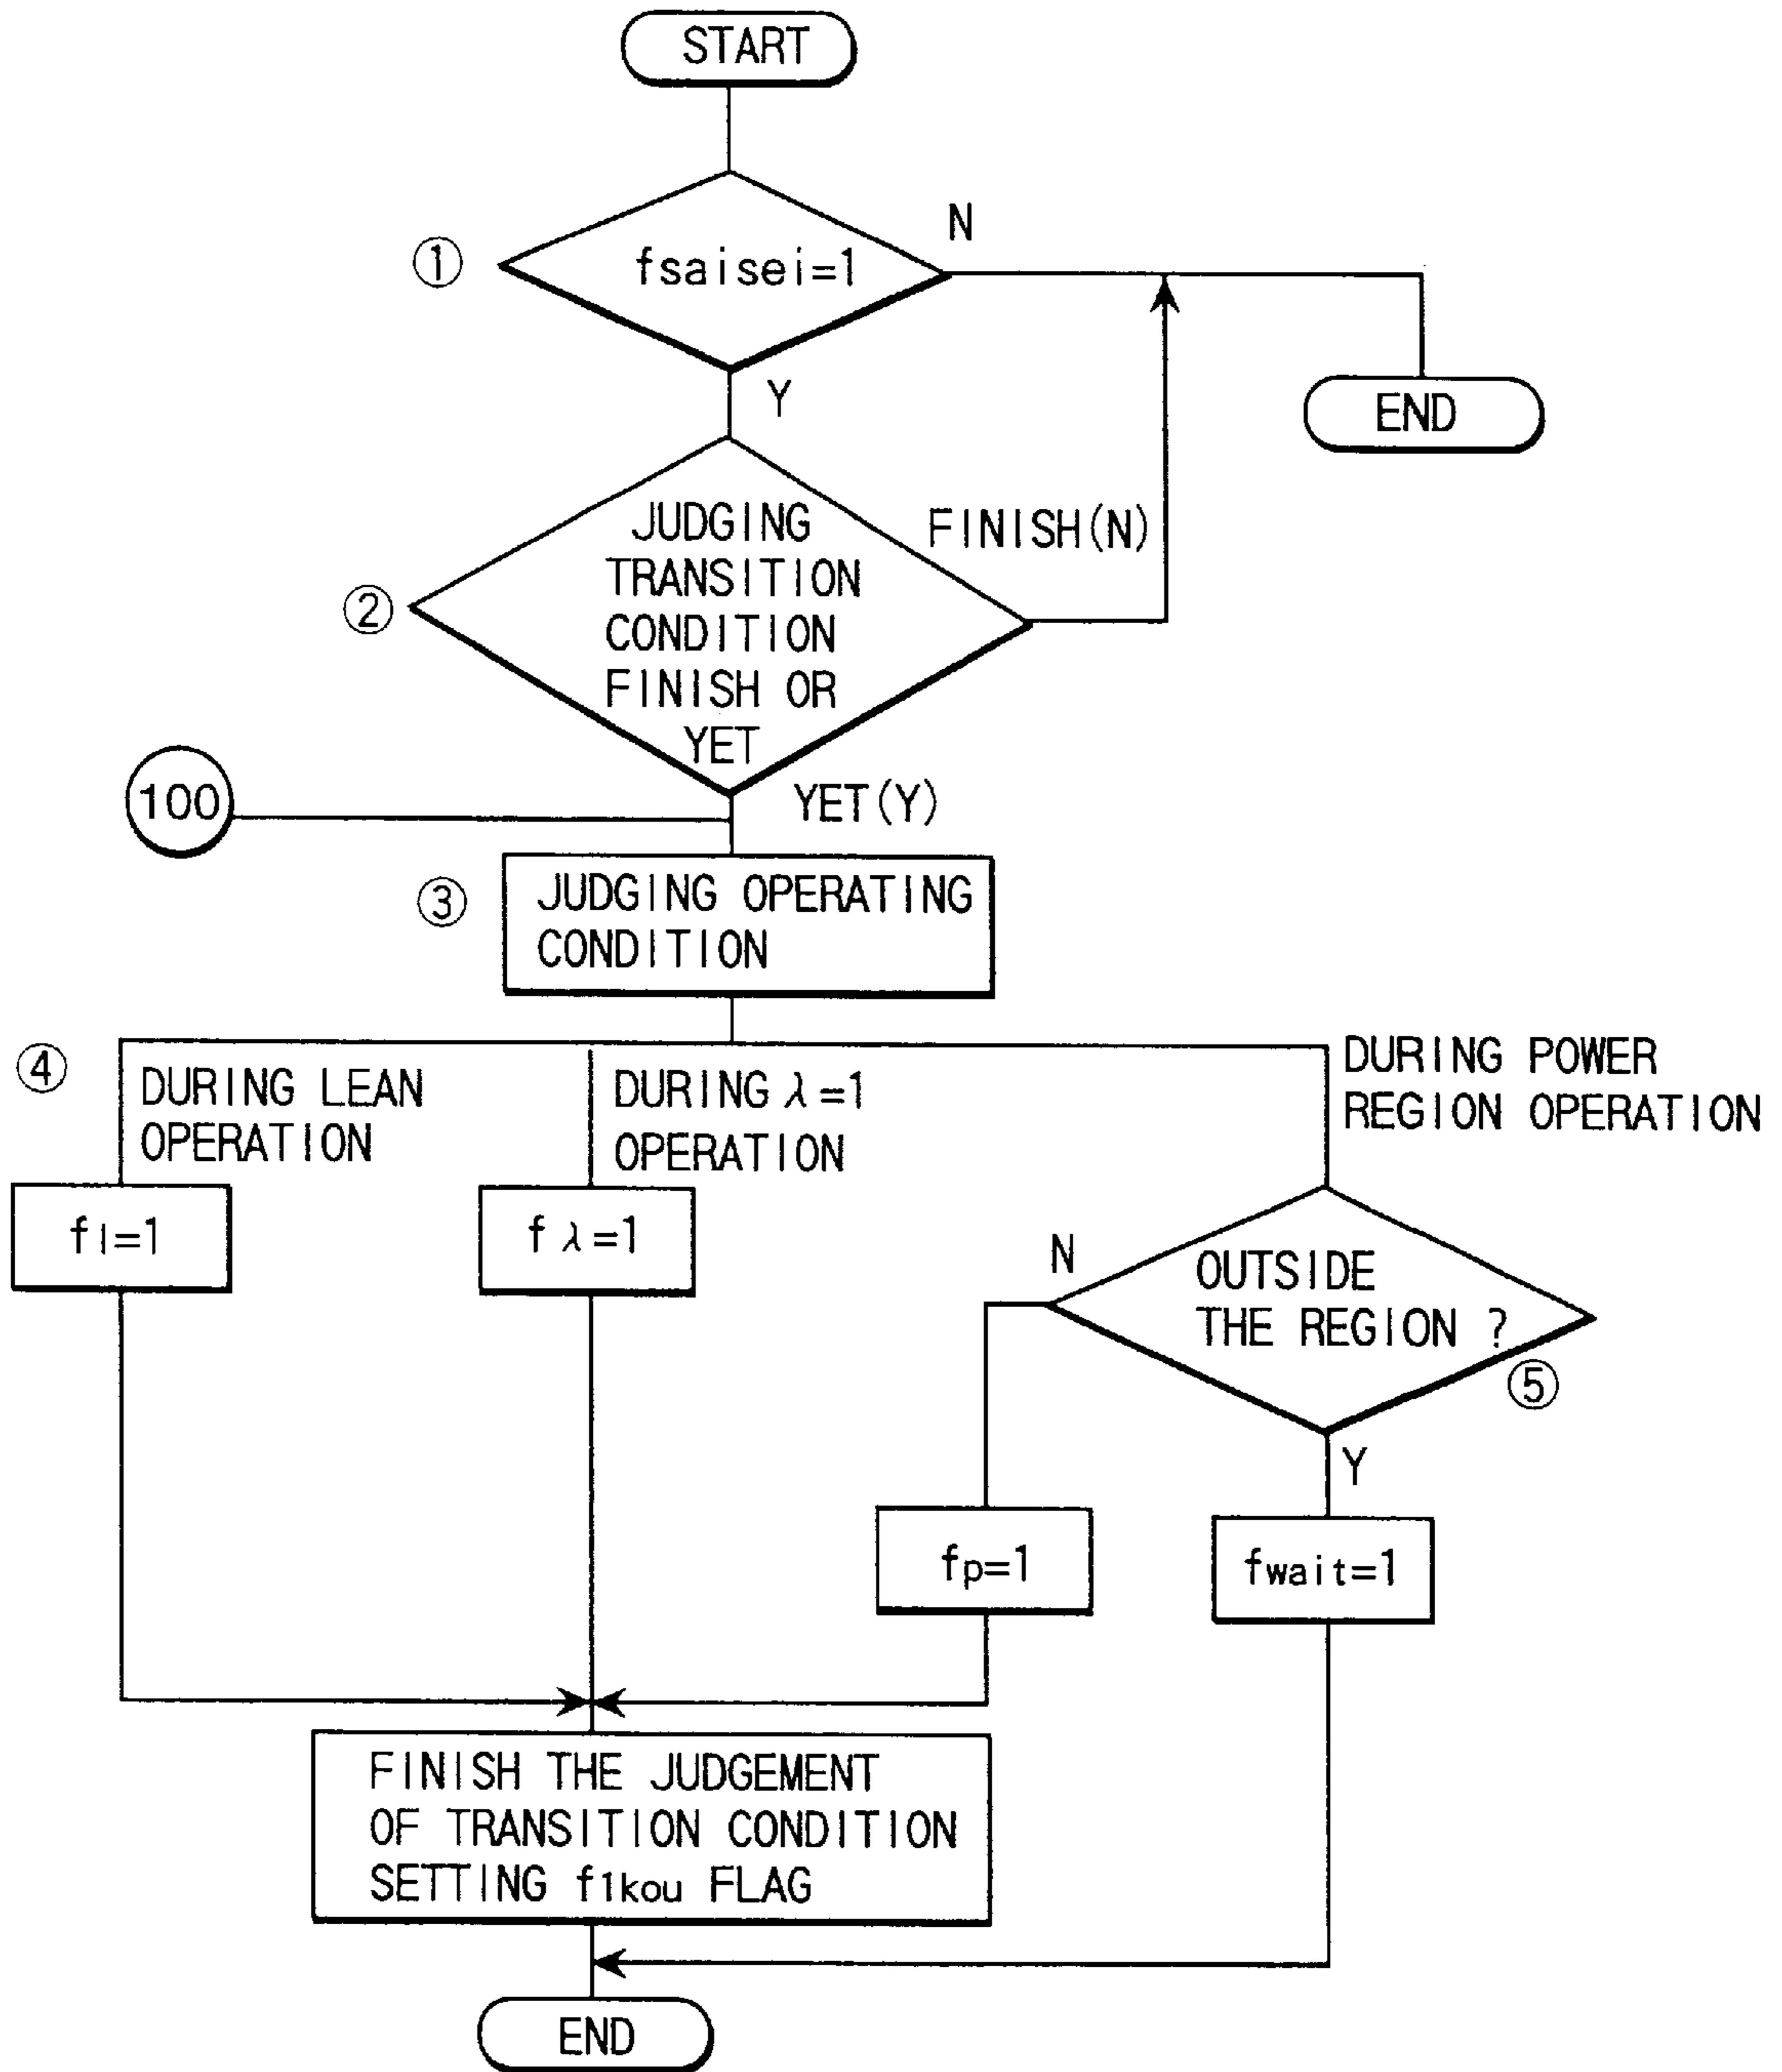 START
①
fsaisei=1
N
Y
END
②
JUDGING
TRANSITION
CONDITION
FINISH OR
YET
FINISH(N)
100
YET(Y)
③
JUDGING OPERATING
CONDITION
④
DURING LEAN
OPERATION
DURING λ=1
OPERATION
DURING POWER
REGION OPERATION
fl=1
fλ=1
N
OUTSIDE
THE REGION ?
⑤
Y
fp=1
fwait=1
FINISH THE JUDGEMENT
OF TRANSITION CONDITION
SETTING f1kou FLAG
END